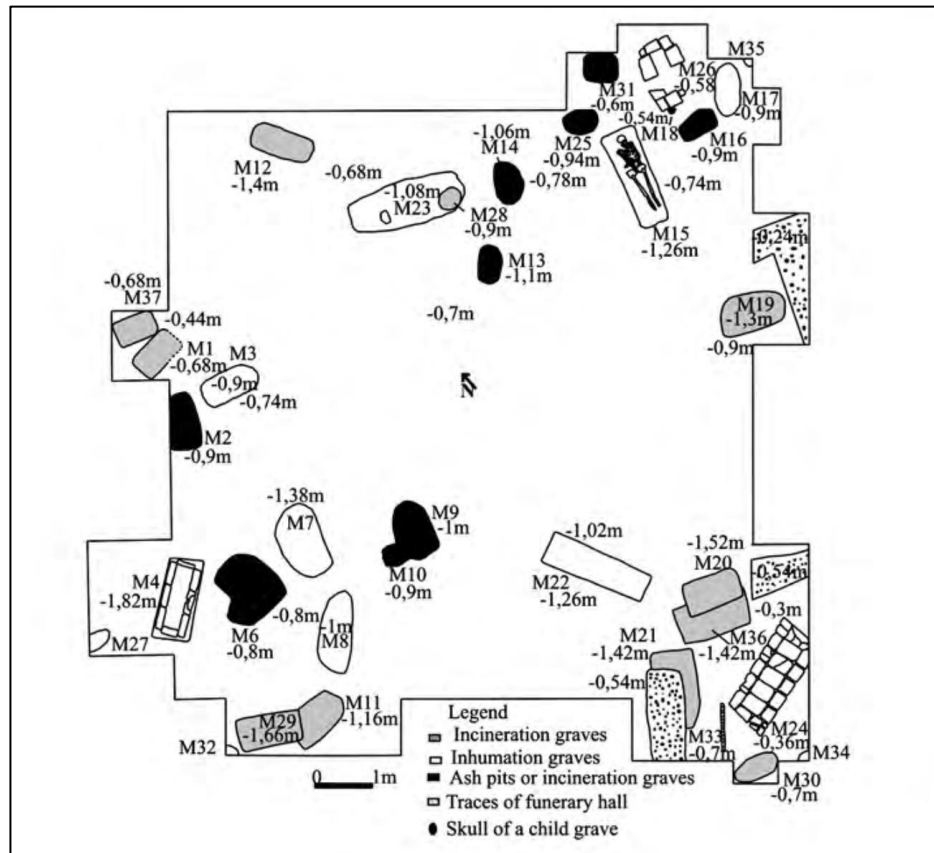 M35
M31
-0,6m
M26
-0,58
M17
-0,9m
-0,54m
M18
M16
-0,9m
M25
-0,94m
-1,06m
M14
-0,78m
M12
-1,4m
-0,68m
-1,08m
M23
M28
-0,9m
-0,74m
M15
-1,26m
-0,24m
M13
-1,1m
-0,68m
M37
-0,44m
-0,7m
M19
-1,3m
-0,9m
M1
-0,68m
M3
-0,9m
-0,74m
N
M2
-0,9m
-1,38m
M7
M9
-1m
M10
-0,9m
-1,02m
M22
-1,26m
-1,52m
M20
-0,54m
-0,3m
M4
-1,82m
M27
M6
-0,8m
-0,8m
-1m
M8
M21
-1,42m
M36
-1,42m
-0,54m
M11
-1,16m
M29
-1,66m
M32
M33
-0,7m
M24
-0,36m
M34
M30
-0,7m
0 1m
Legend
Incineration graves
Inhumation graves
Ash pits or incineration graves
Traces of funerary hall
Skull of a child grave